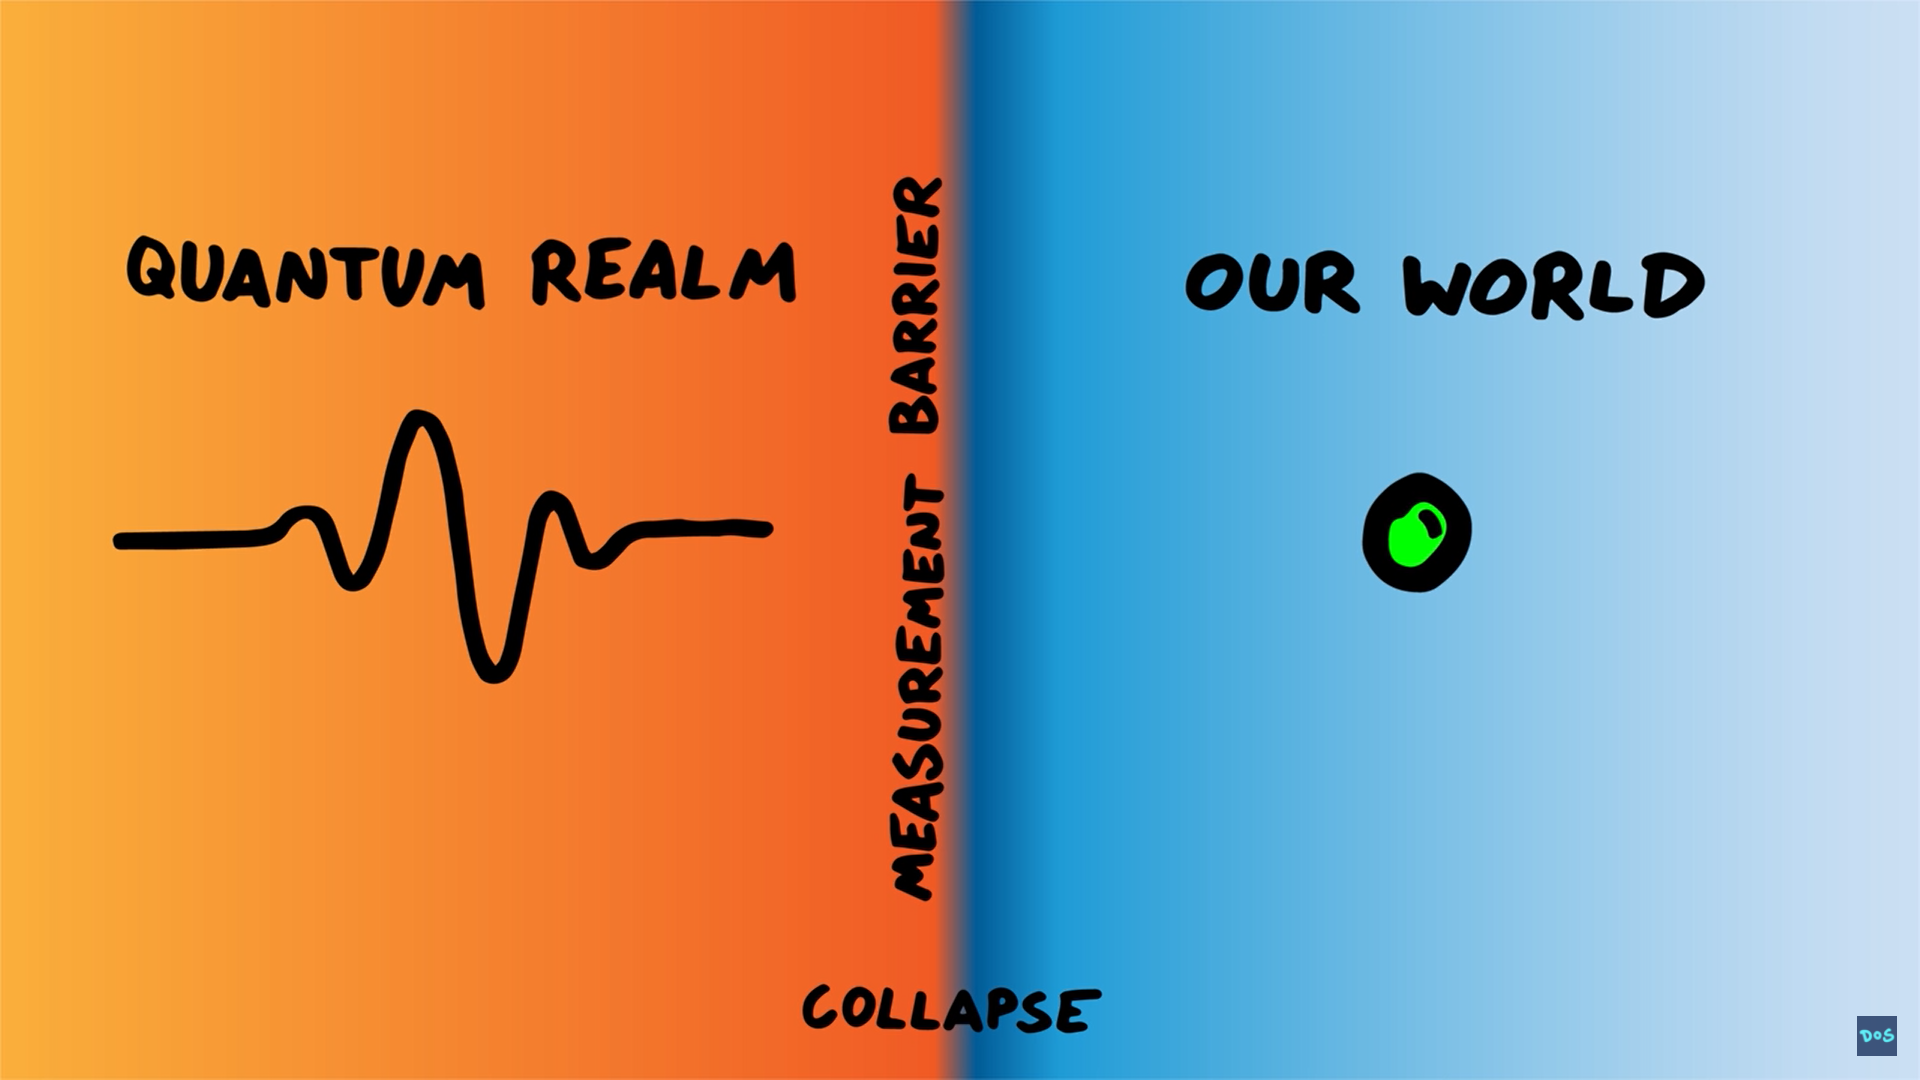 QUANTUM REALM
MEASUREMENT BARRIER
OUR WORLD
COLLAPSE
DOS